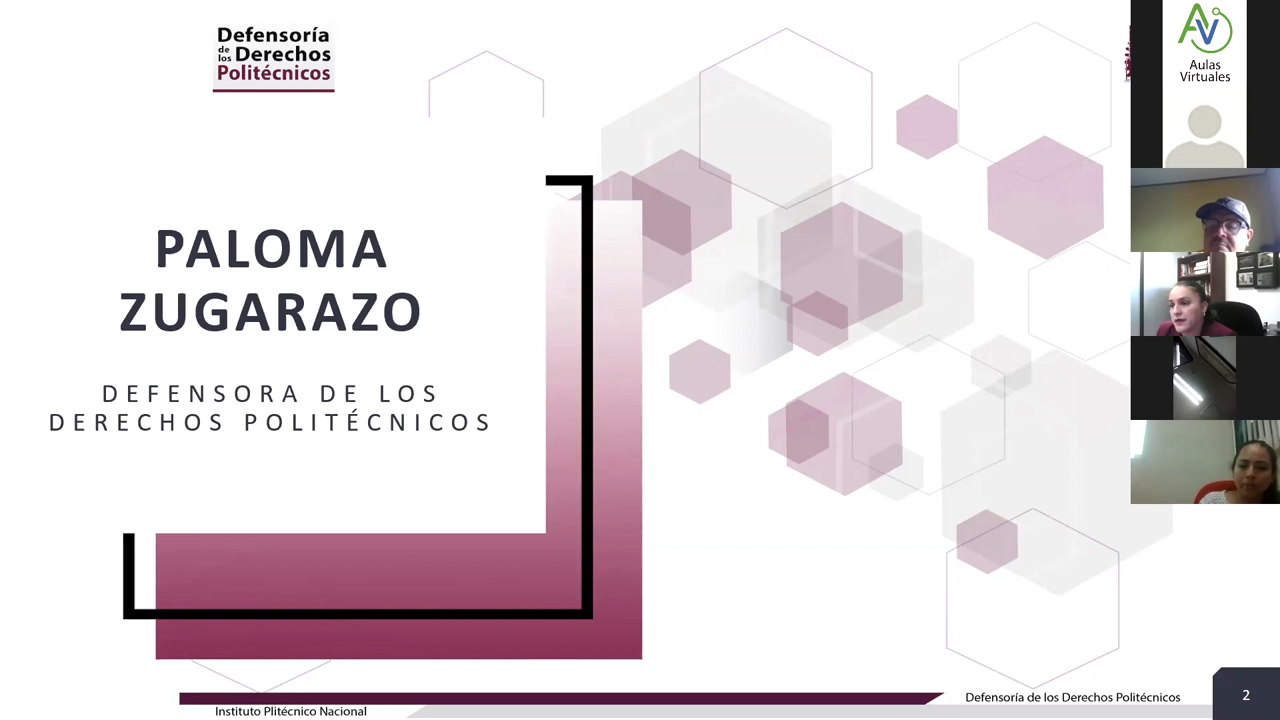 Defensoría
de
los Derechos
Politécnicos
PALOMA
ZUGARAZO
DEFENSORA DE LOS
DERECHOS POLITÉCNICOS
Aulas
Virtuales
Defensoría de los Derechos Politécnicos
2
Instituto Plitécnico Nacional